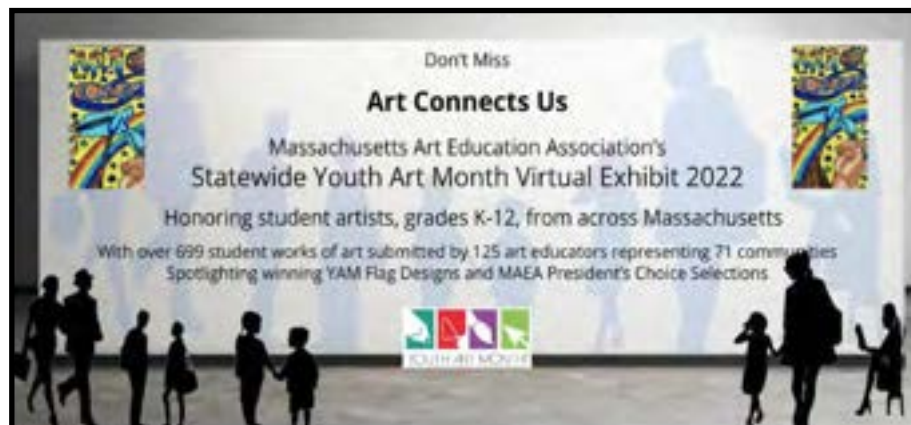 Don't Miss
Art Connects Us
Massachusetts Art Education Association's
Statewide Youth Art Month Virtual Exhibit 2022
Honoring student artists, grades K-12, from across Massachusetts
With over 699 student works of art submitted by 125 art educators representing 71 communities
Spotlighting winning YAM Flag Designs and MAEA President's Choice Selections
YOUTH ART MONTH